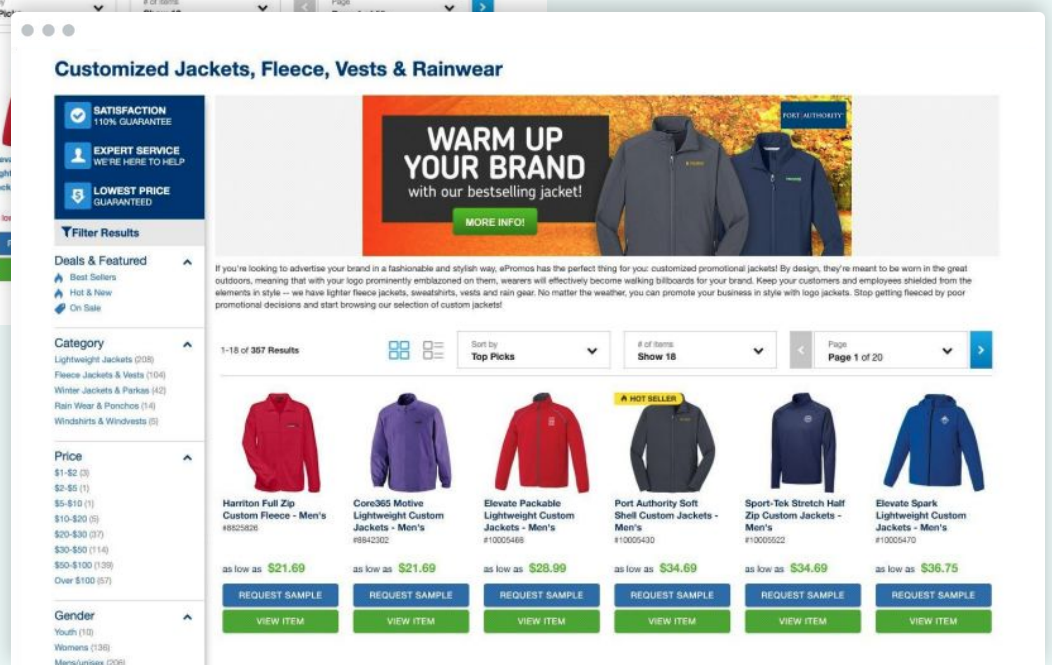 # of items
Page
Customized Jackets, Fleece, Vests & Rainwear
SATISFACTION
110% GUARANTEE
EXPERT SERVICE
WE'RE HERE TO HELP
LOWEST PRICE
GUARANTEED
Filter Results
Deals & Featured
Best Sellers
Hot & New
On Sale
Category
Lightweight Jackets (208)
Fleece Jackets & Vests (104)
Winter Jackets & Parkas (42)
Rain Wear & Ponchos (14)
Windshirts & Windvests (5)
Price
$1-$2 (3)
$2-$5 (1)
$5-$10 (1)
$10-$20 (5)
$20-$30 (37)
$30-$50 (114)
$50-$100 (139)
Over $100 (57)
Gender
Youth (10)
Womens (136)
Mens/unisex (206)
WARM UP
YOUR BRAND
with our bestselling jacket!
MORE INFO!
PORT AUTHORITY
If you're looking to advertise your brand in a fashionable and stylish way, ePromos has the perfect thing for you: customized promotional jackets! By design, they're meant to be worn in the great
outdoors, meaning that with your logo prominently emblazoned on them, wearers will effectively become walking billboards for your brand. Keep your customers and employees shielded from the
elements in style -- we have lighter fleece jackets, sweatshirts, vests and rain gear. No matter the weather, you can promote your business in style with logo jackets. Stop getting fleeced by poor
promotional decisions and start browsing our selection of custom jackets!
1-18 of 357 Results
Sort by
Top Picks
# of items
Show 18
Page
Page 1 of 20
HOT SELLER
Harriton Full Zip
Custom Fleece - Men's
#8825826
as low as $21.69
REQUEST SAMPLE
VIEW ITEM
Core365 Motive
Lightweight Custom
Jackets - Men's
#8842302
as low as $21.69
REQUEST SAMPLE
VIEW ITEM
Elevate Packable
Lightweight Custom
Jackets - Men's
#10005468
as low as $28.99
REQUEST SAMPLE
VIEW ITEM
Port Authority Soft
Shell Custom Jackets -
Men's
#10005430
as low as $34.69
REQUEST SAMPLE
VIEW ITEM
Sport-Tek Stretch Half
Zip Custom Jackets -
Men's
#10005522
as low as $34.69
REQUEST SAMPLE
VIEW ITEM
Elevate Spark
Lightweight Custom
Jackets - Men's
#10005470
as low as $36.75
REQUEST SAMPLE
VIEW ITEM